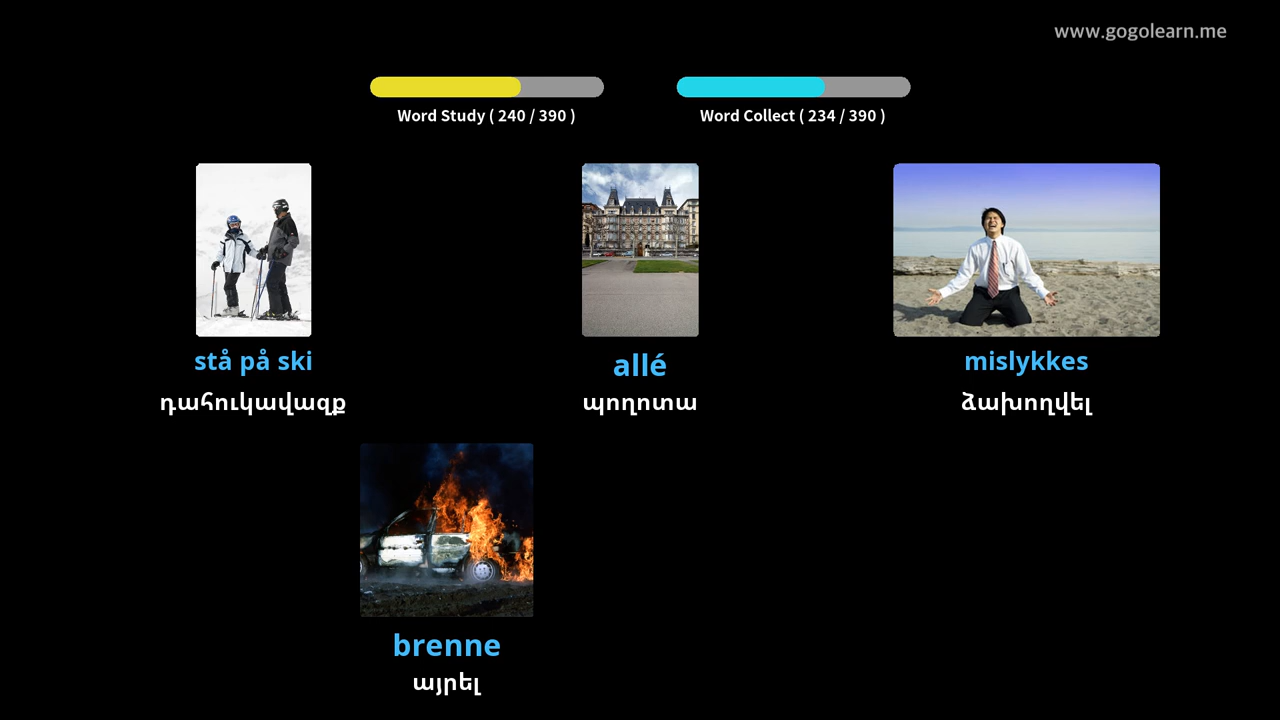 www.gogolearn.me
Word Study ( 240 / 390 )
Word Collect ( 234 / 390 )
stå på ski
դահուկավազք
allé
պողոտա
mislykkes
ձախողվել
brenne
այրել